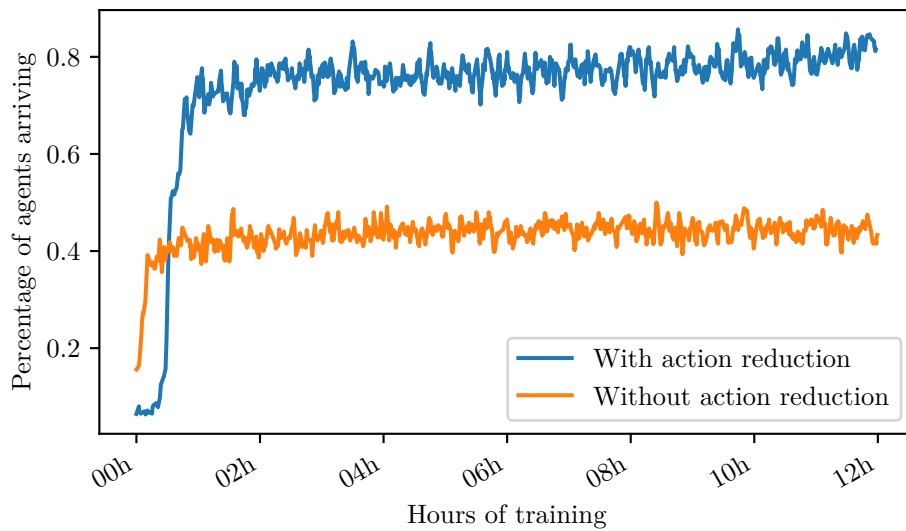 Percentage of agents arriving
0.8
0.6
0.4
0.2
With action reduction
Without action reduction
00h
02h
04h
06h
08h
10h
12h
Hours of training